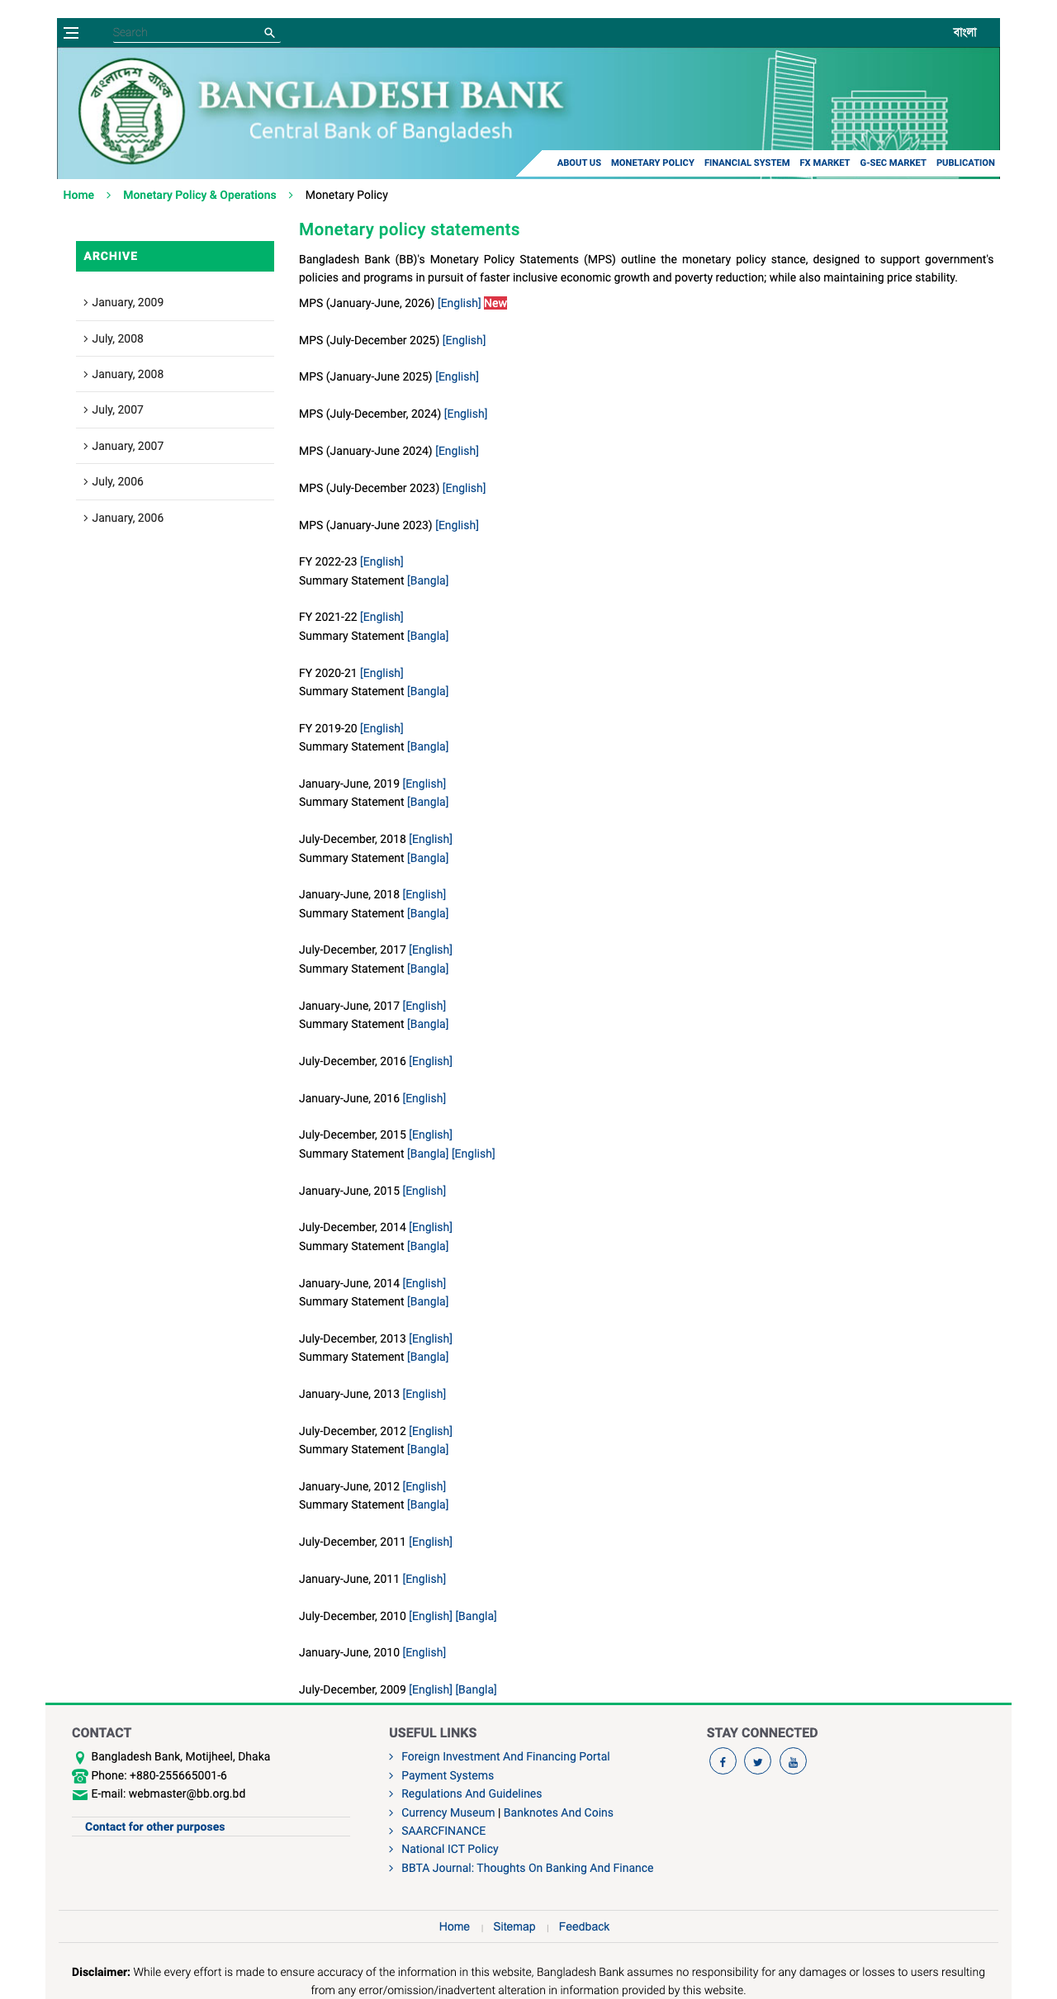 Search
বাংলা
বাংলাদেশ ব্যাংক
BANGLADESH BANK
Central Bank of Bangladesh
ABOUT US MONETARY POLICY FINANCIAL SYSTEM FX MARKET G-SEC MARKET PUBLICATION
Home > Monetary Policy & Operations > Monetary Policy
ARCHIVE
January, 2009
July, 2008
January, 2008
July, 2007
January, 2007
July, 2006
January, 2006
Monetary policy statements
Bangladesh Bank (BB)'s Monetary Policy Statements (MPS) outline the monetary policy stance, designed to support government's
policies and programs in pursuit of faster inclusive economic growth and poverty reduction; while also maintaining price stability.
MPS (January-June, 2026) [English] New
MPS (July-December 2025) [English]
MPS (January-June 2025) [English]
MPS (July-December, 2024) [English]
MPS (January-June 2024) [English]
MPS (July-December 2023) [English]
MPS (January-June 2023) [English]
FY 2022-23 [English]
Summary Statement [Bangla]
FY 2021-22 [English]
Summary Statement [Bangla]
FY 2020-21 [English]
Summary Statement [Bangla]
FY 2019-20 [English]
Summary Statement [Bangla]
January-June, 2019 [English]
Summary Statement [Bangla]
July-December, 2018 [English]
Summary Statement [Bangla]
January-June, 2018 [English]
Summary Statement [Bangla]
July-December, 2017 [English]
Summary Statement [Bangla]
January-June, 2017 [English]
Summary Statement [Bangla]
July-December, 2016 [English]
January-June, 2016 [English]
July-December, 2015 [English]
Summary Statement [Bangla] [English]
January-June, 2015 [English]
July-December, 2014 [English]
Summary Statement [Bangla]
January-June, 2014 [English]
Summary Statement [Bangla]
July-December, 2013 [English]
Summary Statement [Bangla]
January-June, 2013 [English]
July-December, 2012 [English]
Summary Statement [Bangla]
January-June, 2012 [English]
Summary Statement [Bangla]
July-December, 2011 [English]
January-June, 2011 [English]
July-December, 2010 [English] [Bangla]
January-June, 2010 [English]
July-December, 2009 [English] [Bangla]
CONTACT
Bangladesh Bank, Motijheel, Dhaka
Phone: +880-255665001-6
E-mail: webmaster@bb.org.bd
Contact for other purposes
USEFUL LINKS
Foreign Investment And Financing Portal
Payment Systems
Regulations And Guidelines
Currency Museum | Banknotes And Coins
SAARCFINANCE
National ICT Policy
BBTA Journal: Thoughts On Banking And Finance
STAY CONNECTED
Home | Sitemap | Feedback
Disclaimer: While every effort is made to ensure accuracy of the information in this website, Bangladesh Bank assumes no responsibility for any damages or losses to users resulting
from any error/omission/inadvertent alteration in information provided by this website.